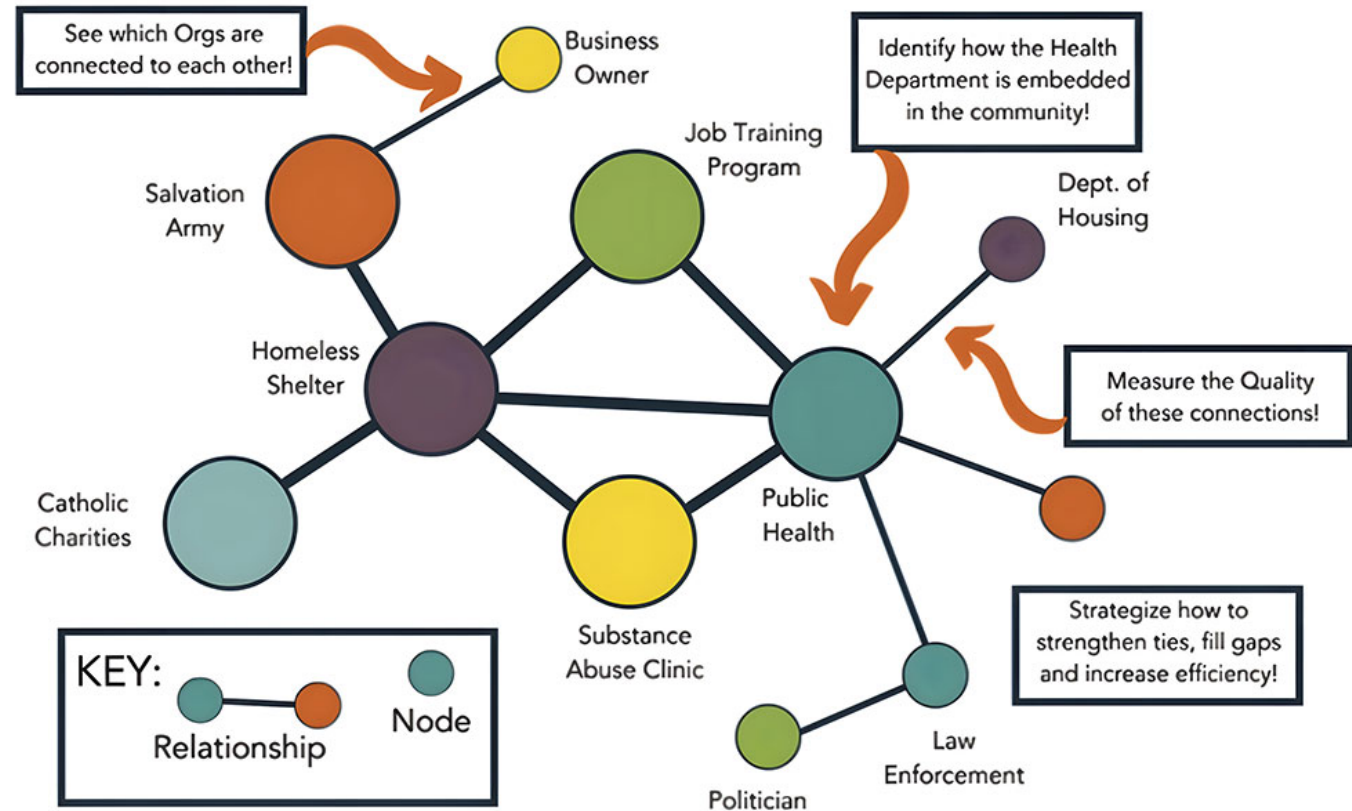 See which Orgs are
connected to each other!
Business
Owner
Identify how the Health
Department is embedded
in the community!
Job Training
Program
Salvation
Army
Dept. of
Housing
Homeless
Shelter
Measure the Quality
of these connections!
Catholic
Charities
Public
Health
Substance
Abuse Clinic
Strategize how to
strengthen ties, fill gaps
and increase efficiency!
KEY:
Relationship
Node
Law
Enforcement
Politician